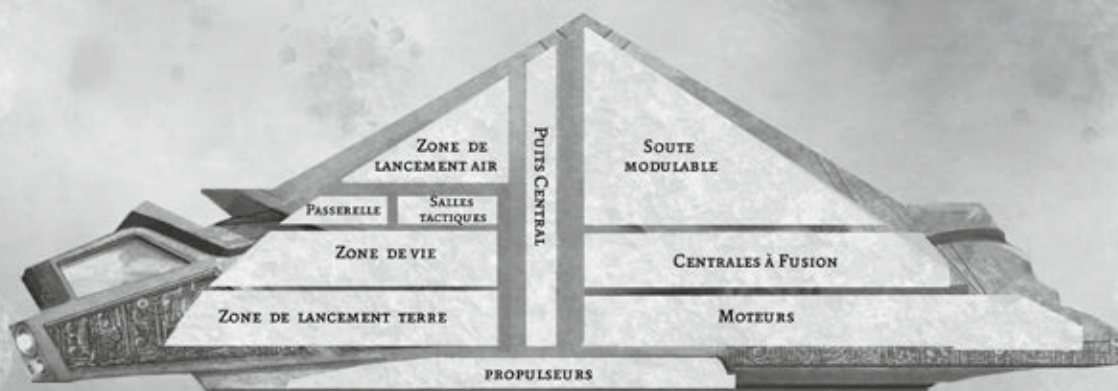 Zone de
lancement air
Passerelle
Salles
tactiques
Zone de vie
Zone de lancement terre
Puits Central
Soute
modulable
Centrales à Fusion
Moteurs
propulseurs